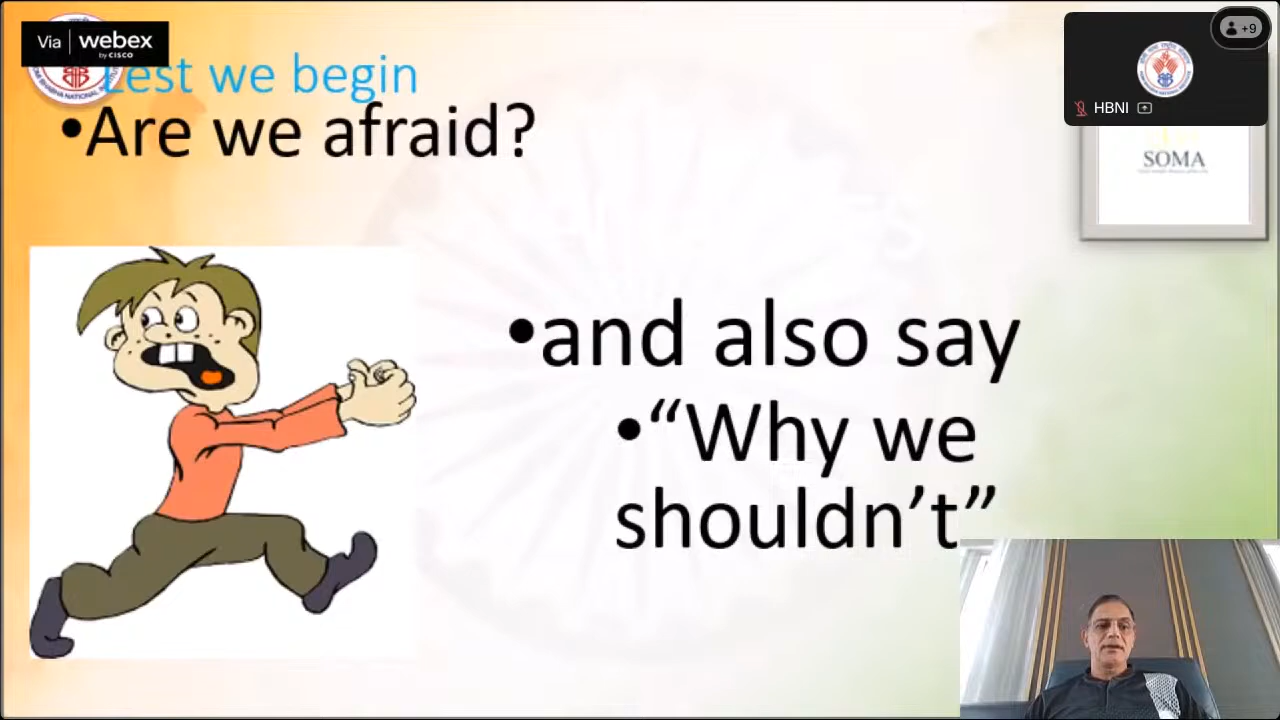 Via webex
by CISCO
+9
HBNI
Lest we begin
•Are we afraid?
SOMA
•and also say
•“Why we
shouldn’t”